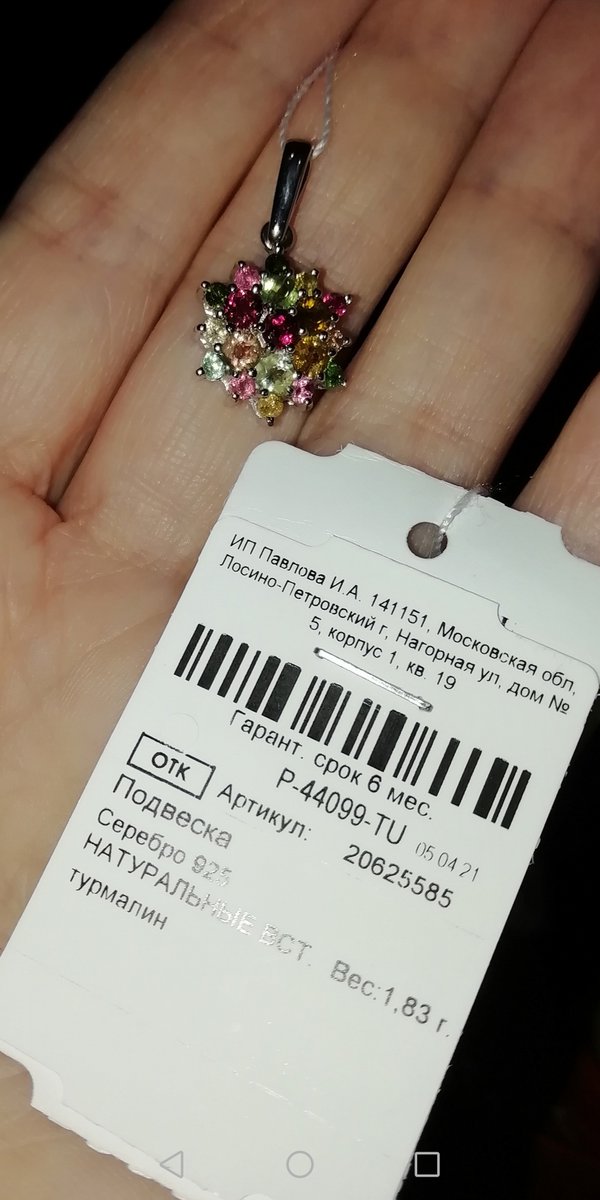 ИП Павлова И.А. 141151, Московская обл,
Лосино-Петровский г, Нагорная ул, дом №
5, корпус 1, кв. 19
Гарант. срок 6 мес.
ОТК
P-44099-TU 05.04.21
Подвеска Артикул: 20625585
Серебро 925
НАТУРАЛЬНЫЕ ВСТ. Вес:1,83 г.
турмалин